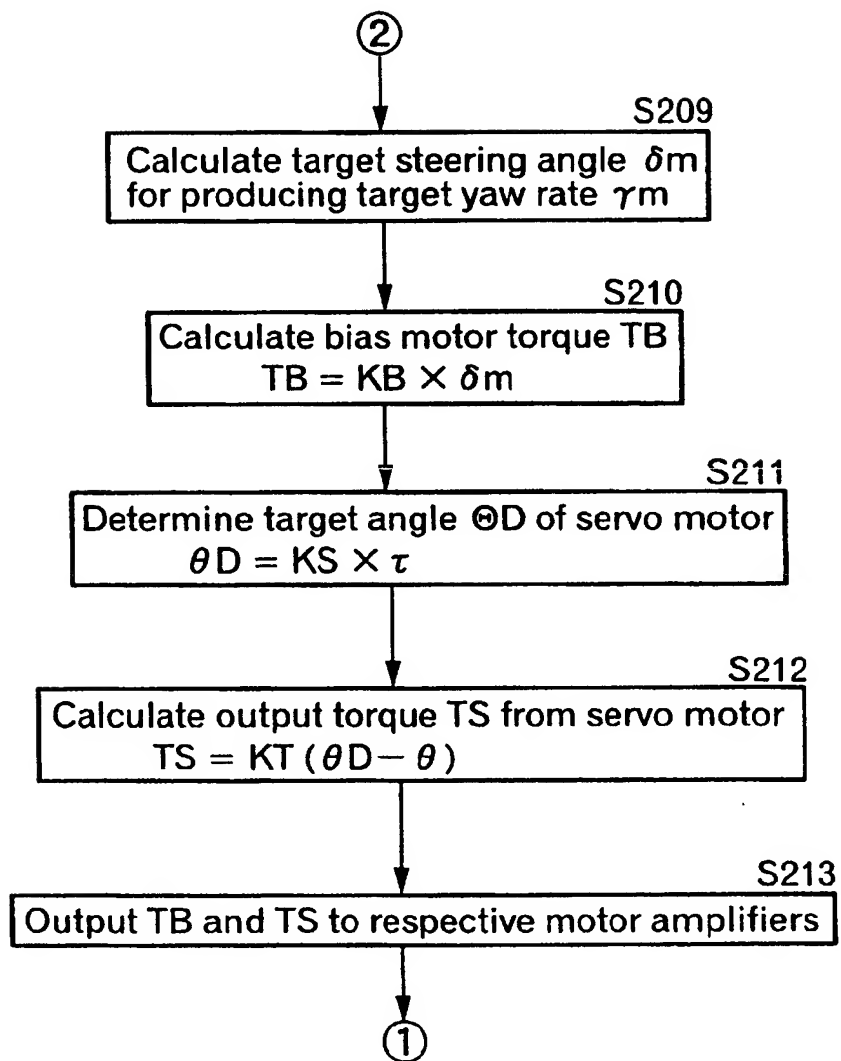 ②
S209
Calculate target steering angle δm
for producing target yaw rate γm
S210
Calculate bias motor torque TB
TB = KB × δm
S211
Determine target angle ΘD of servo motor
θD = KS × τ
S212
Calculate output torque TS from servo motor
TS = KT (θD − θ)
S213
Output TB and TS to respective motor amplifiers
①